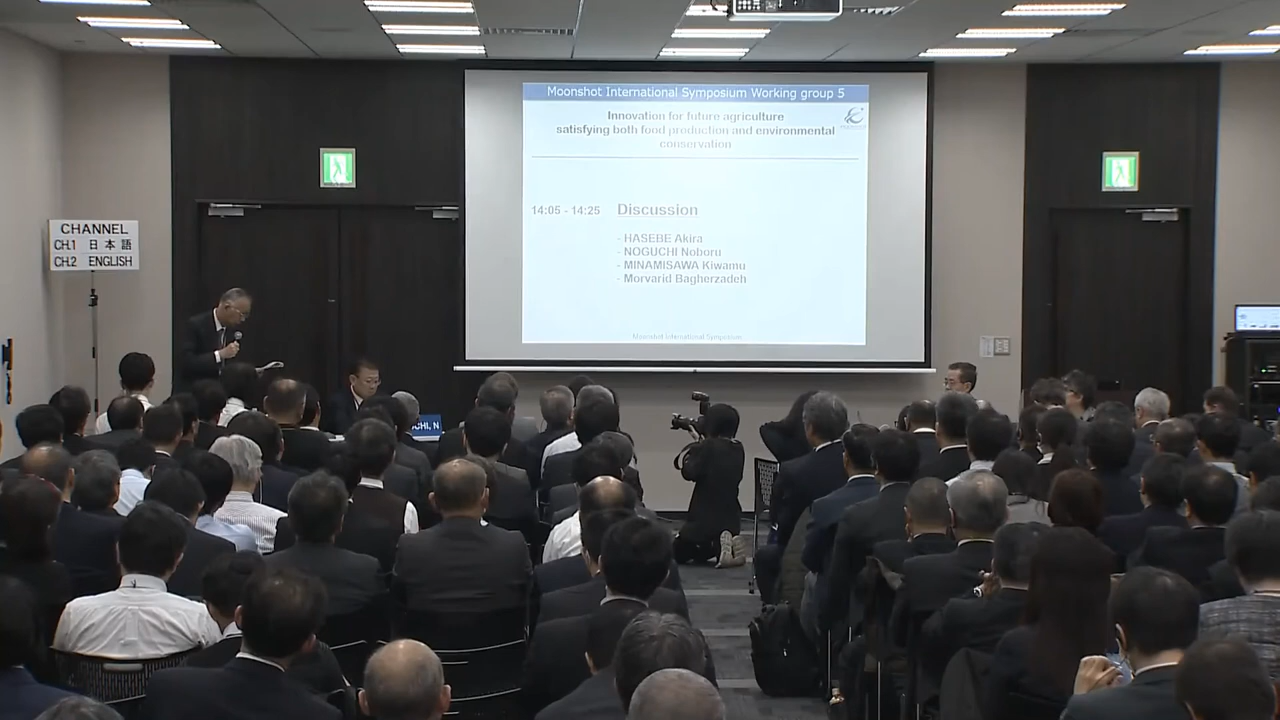 Moonshot International Symposium Working group 5
Innovation for future agriculture
satisfying both food production and environmental
conservation
14:05 - 14:25 Discussion
- HASEBE Akira
- NOGUCHI Noboru
- MINAMISAWA Kiwamu
- Morvarid Bagherzadeh
Moonshot International Symposium
CHANNEL
CH.1 日本語
CH.2 ENGLISH
CHI, N